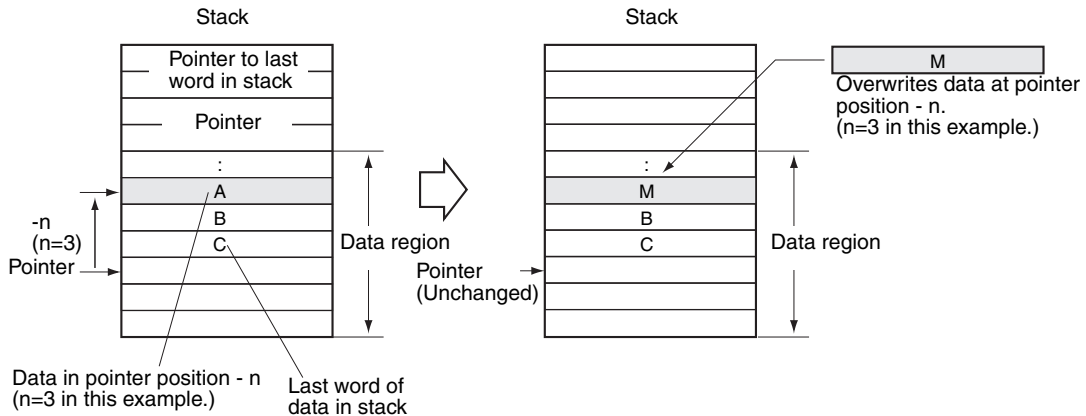 Stack
Pointer to last
word in stack
Pointer
:
A
B
C
-n
(n=3)
Pointer
Data region
Data in pointer position - n
(n=3 in this example.)
Last word of
data in stack
Stack
:
M
B
C
Pointer
(Unchanged)
Data region
M
Overwrites data at pointer
position - n.
(n=3 in this example.)